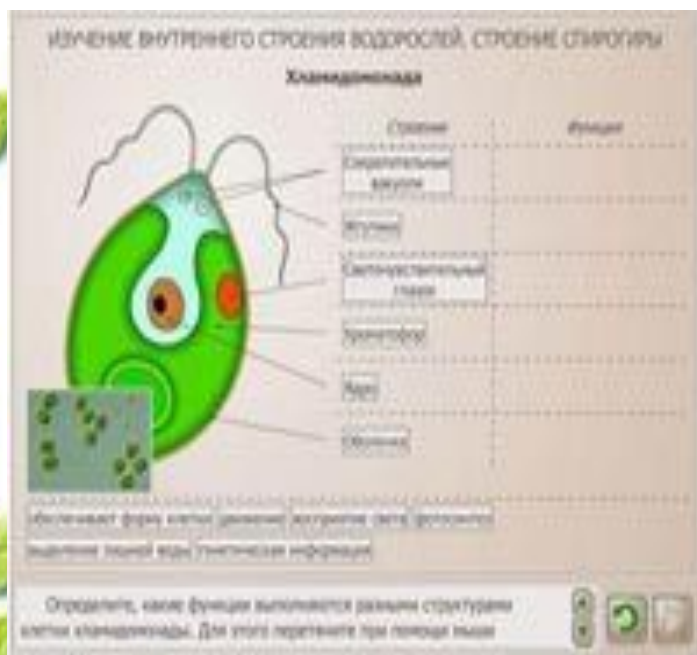 ИЗУЧЕНИЕ ВНУТРЕННЕГО СТРОЕНИЯ ВОДОРОСЛЕЙ. СТРОЕНИЕ СПИРОГИРЫ
Хламидомонада
Строение
Функция
Сократительные
вакуоли
Жгутики
Светочувствительный
глазок
Хроматофор
Ядро
Оболочка
обеспечивает форму клетки движение восприятие света фотосинтез
выделение лишней воды генетическая информация
Определите, какие функции выполняются разными структурами
клетки хламидомонады. Для этого перетяните при помощи мыши